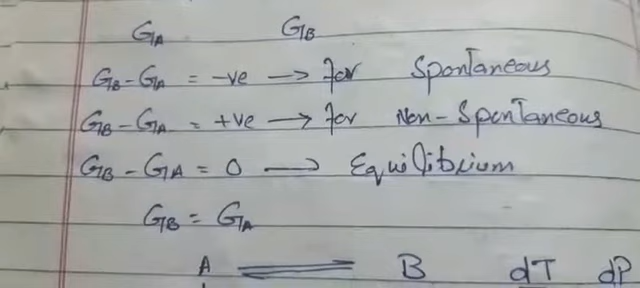 GA GB
GB - GA = -ve → for Spontaneous
GB - GA = +ve → for Non-Spontaneous
GB - GA = 0 → Equilibrium
GB = GA
A ⇌ B dT dP